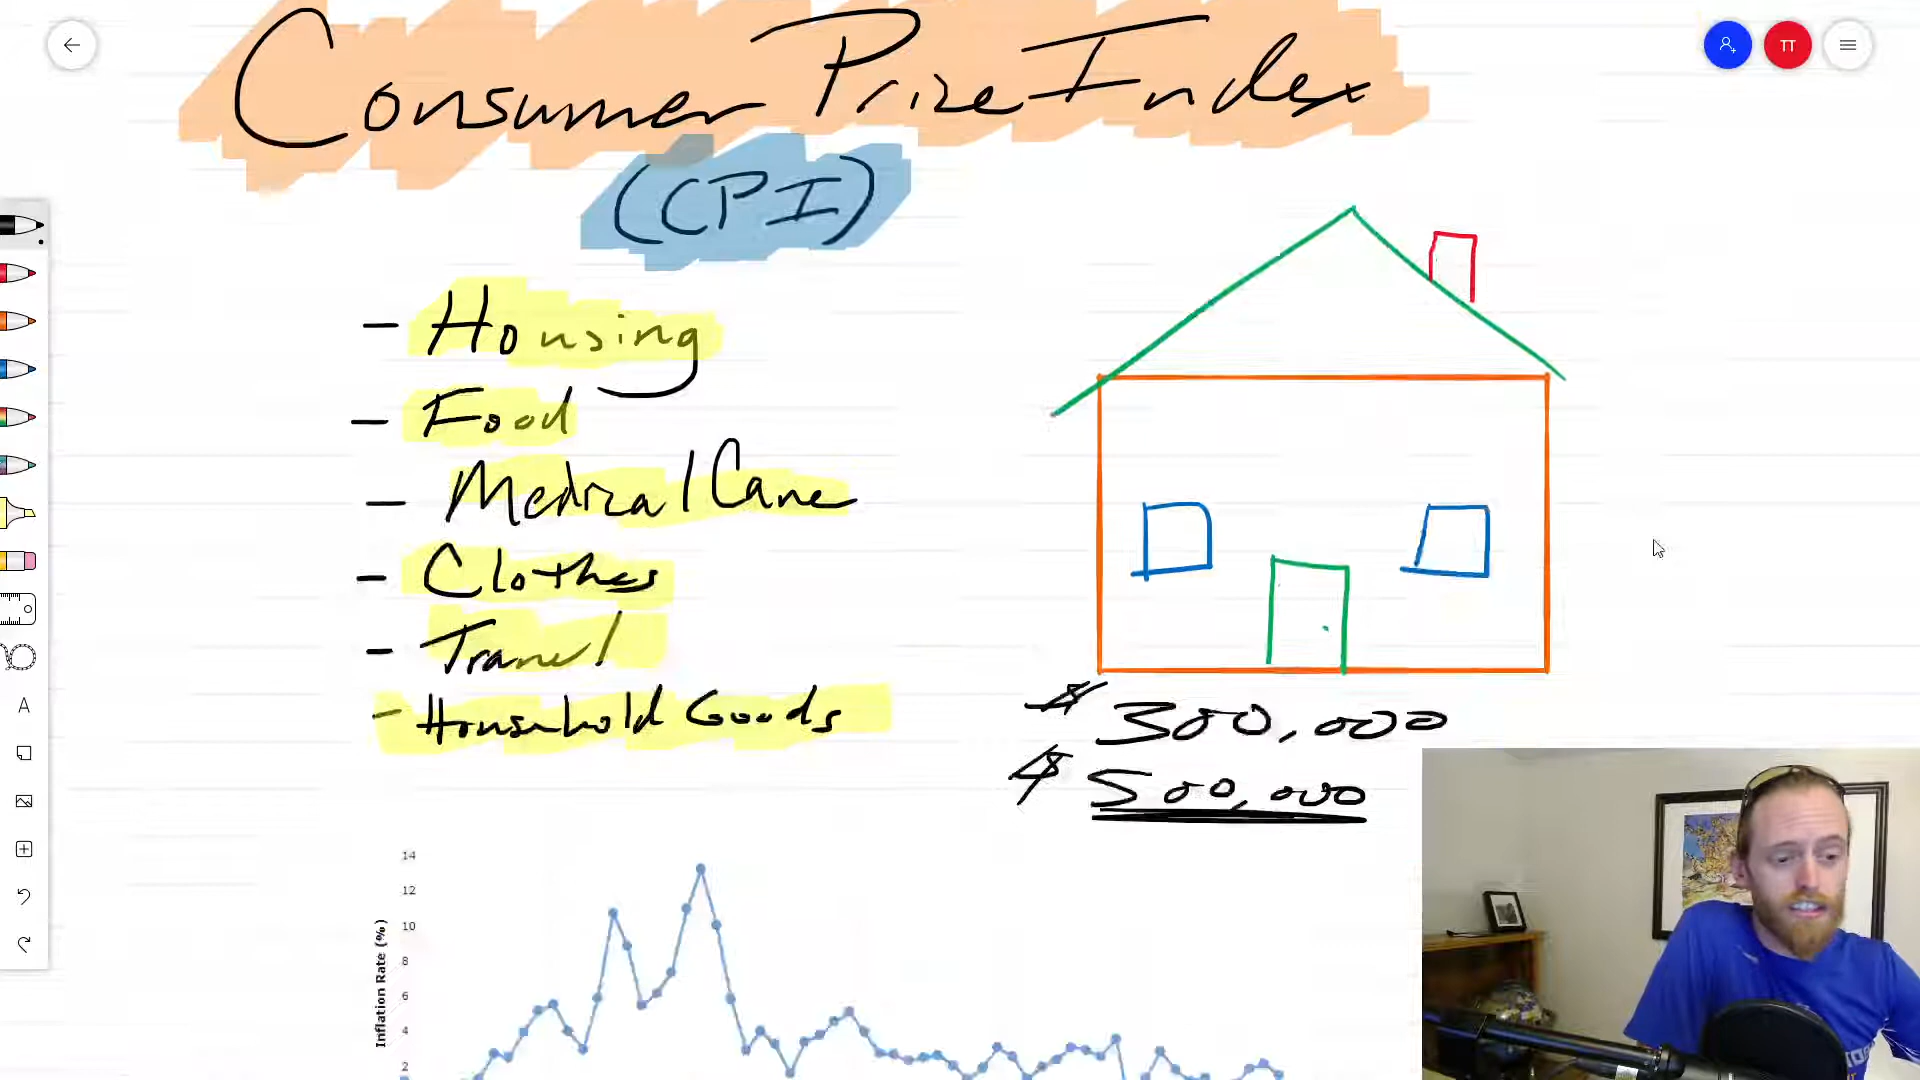 Consumer Prize Index
(CPI)
TT
- Housing
- Food
- Medical Care
- Clothes
- Travel
- Household Goods
$300,000
$500,000
A
14
12
10
8
6
4
2
Inflation Rate (%)